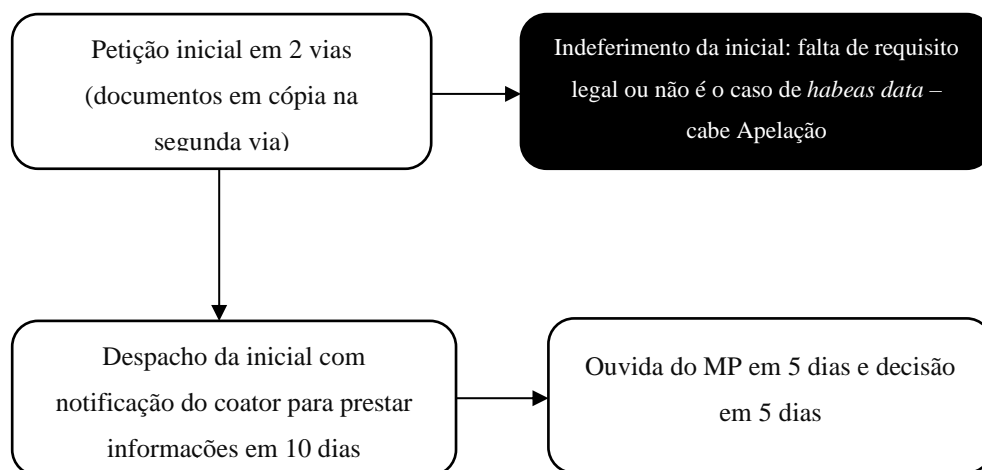 Petição inicial em 2 vias
(documentos em cópia na
segunda via)
Indeferimento da inicial: falta de requisito
legal ou não é o caso de habeas data –
cabe Apelação
Despacho da inicial com
notificação do coator para prestar
informações em 10 dias
Ouvida do MP em 5 dias e decisão
em 5 dias